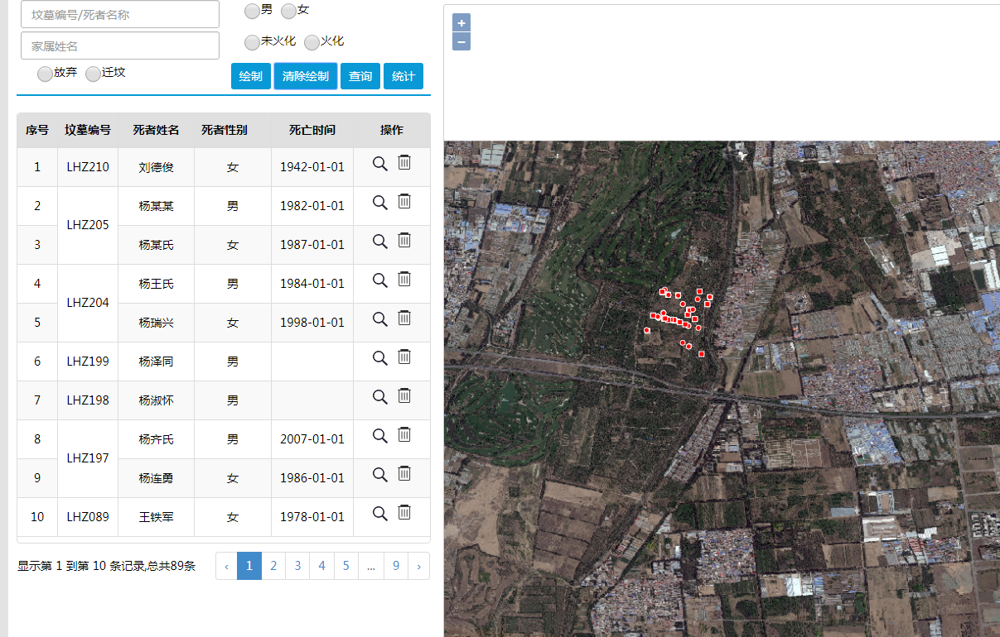 坟墓编号/死者名称
男 女
家属姓名
未火化 火化
放弃 迁坟
绘制 清除绘制 查询 统计
序号 坟墓编号 死者姓名 死者性别 死亡时间 操作
1 LHZ210 刘德俊 女 1942-01-01
2 LHZ205 杨某某 男 1982-01-01
3 杨某氏 女 1987-01-01
4 LHZ204 杨王氏 男 1984-01-01
5 杨瑞兴 女 1998-01-01
6 LHZ199 杨泽同 男
7 LHZ198 杨淑怀 男
8 LHZ197 杨齐氏 男 2007-01-01
9 杨连勇 女 1986-01-01
10 LHZ089 王铁军 女 1978-01-01
显示第 1 到第 10 条记录,总共89条
‹ 1 2 3 4 5 ... 9 ›
+
−